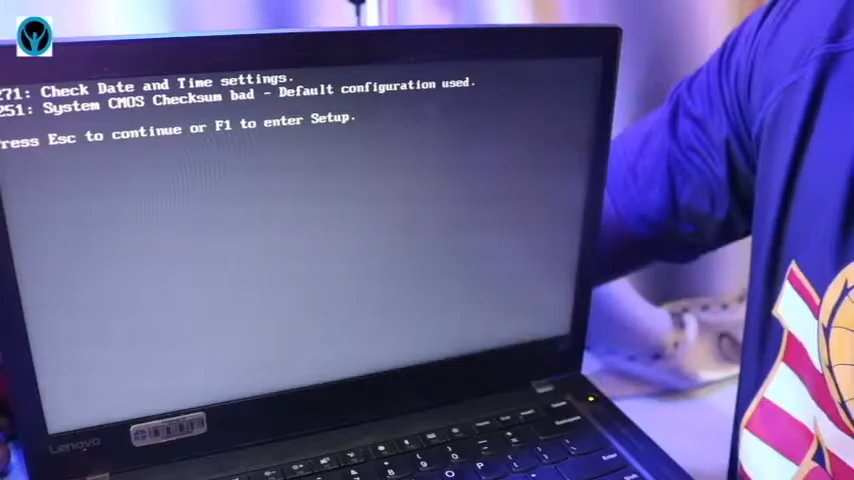 271: Check Date and Time settings.
251: System CMOS Checksum bad - Default configuration used.
ress Esc to continue or F1 to enter Setup.
Lenovo